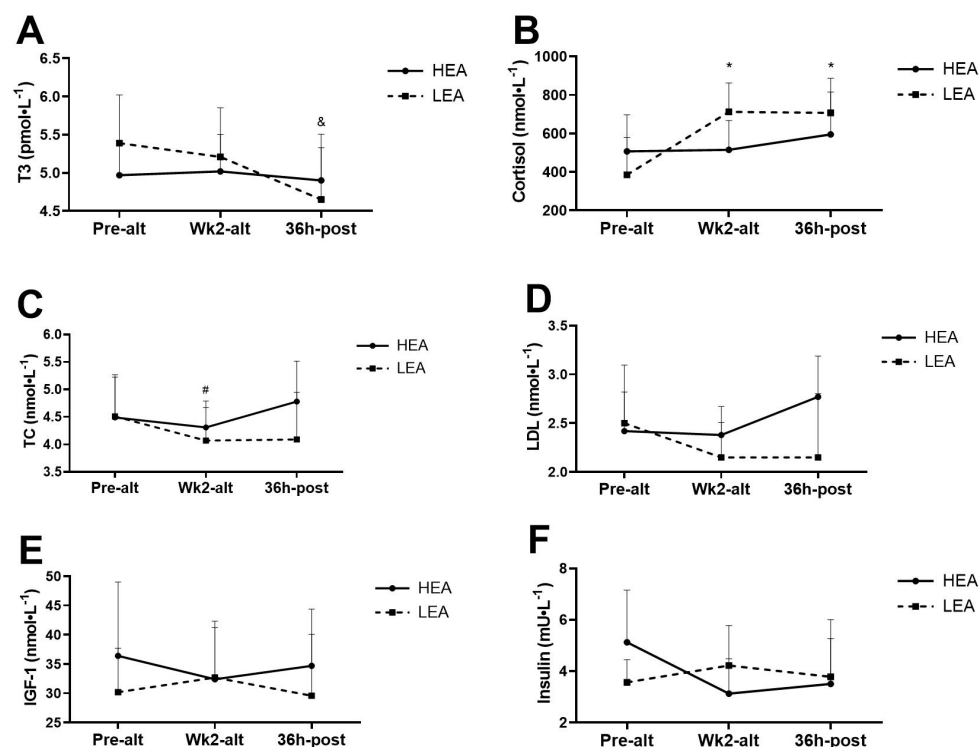 A
T3 (pmol•L⁻¹)
6.5
6.0
5.5
5.0
4.5
&
HEA
LEA
Pre-alt Wk2-alt 36h-post
B
Cortisol (nmol•L⁻¹)
1000
800
600
400
200
* *
HEA
LEA
Pre-alt Wk2-alt 36h-post
C
TC (nmol•L⁻¹)
6.0
5.5
5.0
4.5
4.0
3.5
#
HEA
LEA
Pre-alt Wk2-alt 36h-post
D
LDL (nmol•L⁻¹)
3.5
3.0
2.5
2.0
HEA
LEA
Pre-alt Wk2-alt 36h-post
E
IGF-1 (nmol•L⁻¹)
50
45
40
35
30
25
HEA
LEA
Pre-alt Wk2-alt 36h-post
F
Insulin (mU•L⁻¹)
8
6
4
2
HEA
LEA
Pre-alt Wk2-alt 36h-post